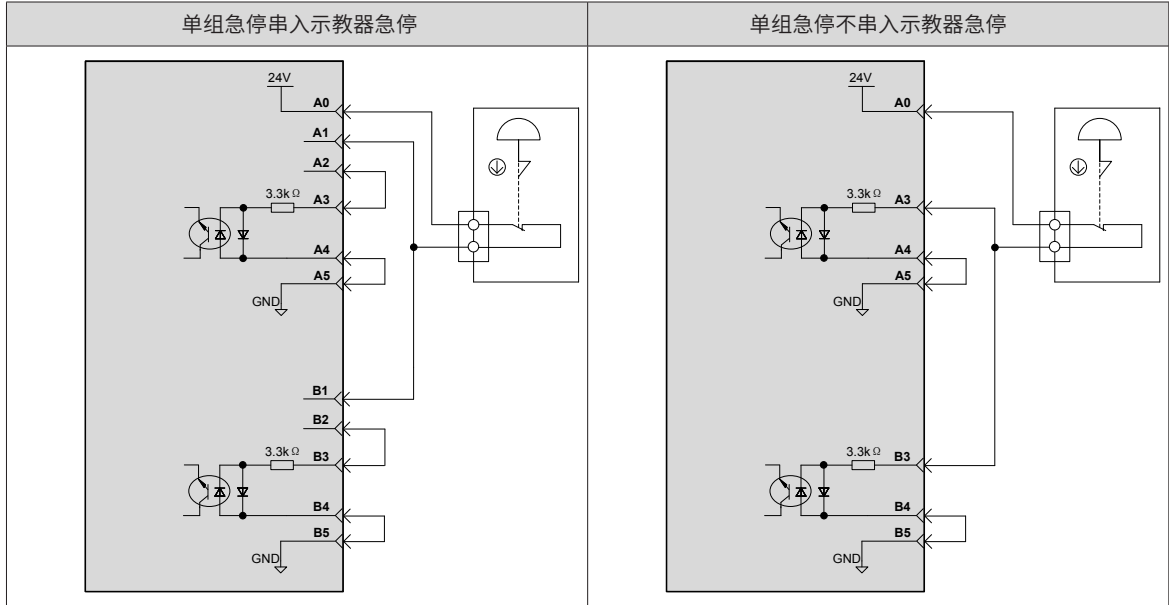 单组急停串入示教器急停
单组急停不串入示教器急停
24V
A0
A1
A2
3.3kΩ
A3
A4
A5
GND
B1
B2
3.3kΩ
B3
B4
B5
GND
24V
A0
3.3kΩ
A3
A4
A5
GND
3.3kΩ
B3
B4
B5
GND